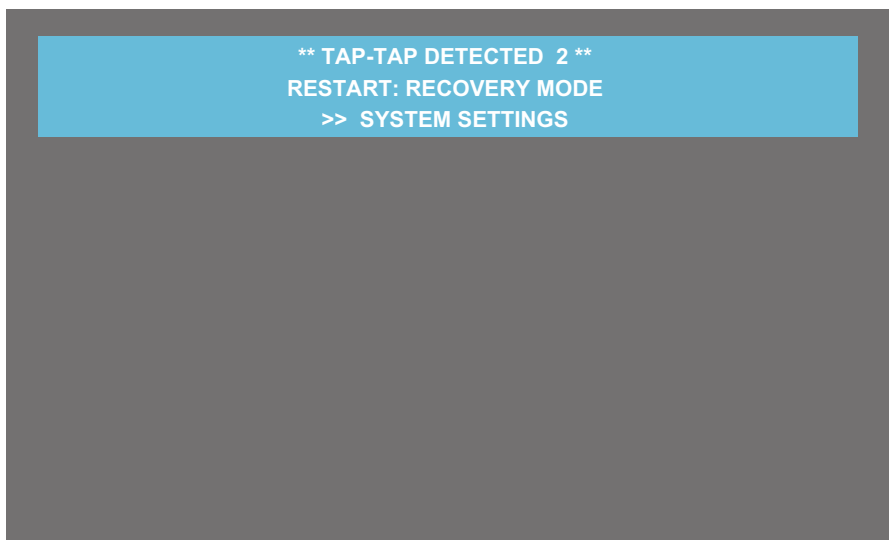 ** TAP-TAP DETECTED  2 **
RESTART: RECOVERY MODE
>>  SYSTEM SETTINGS